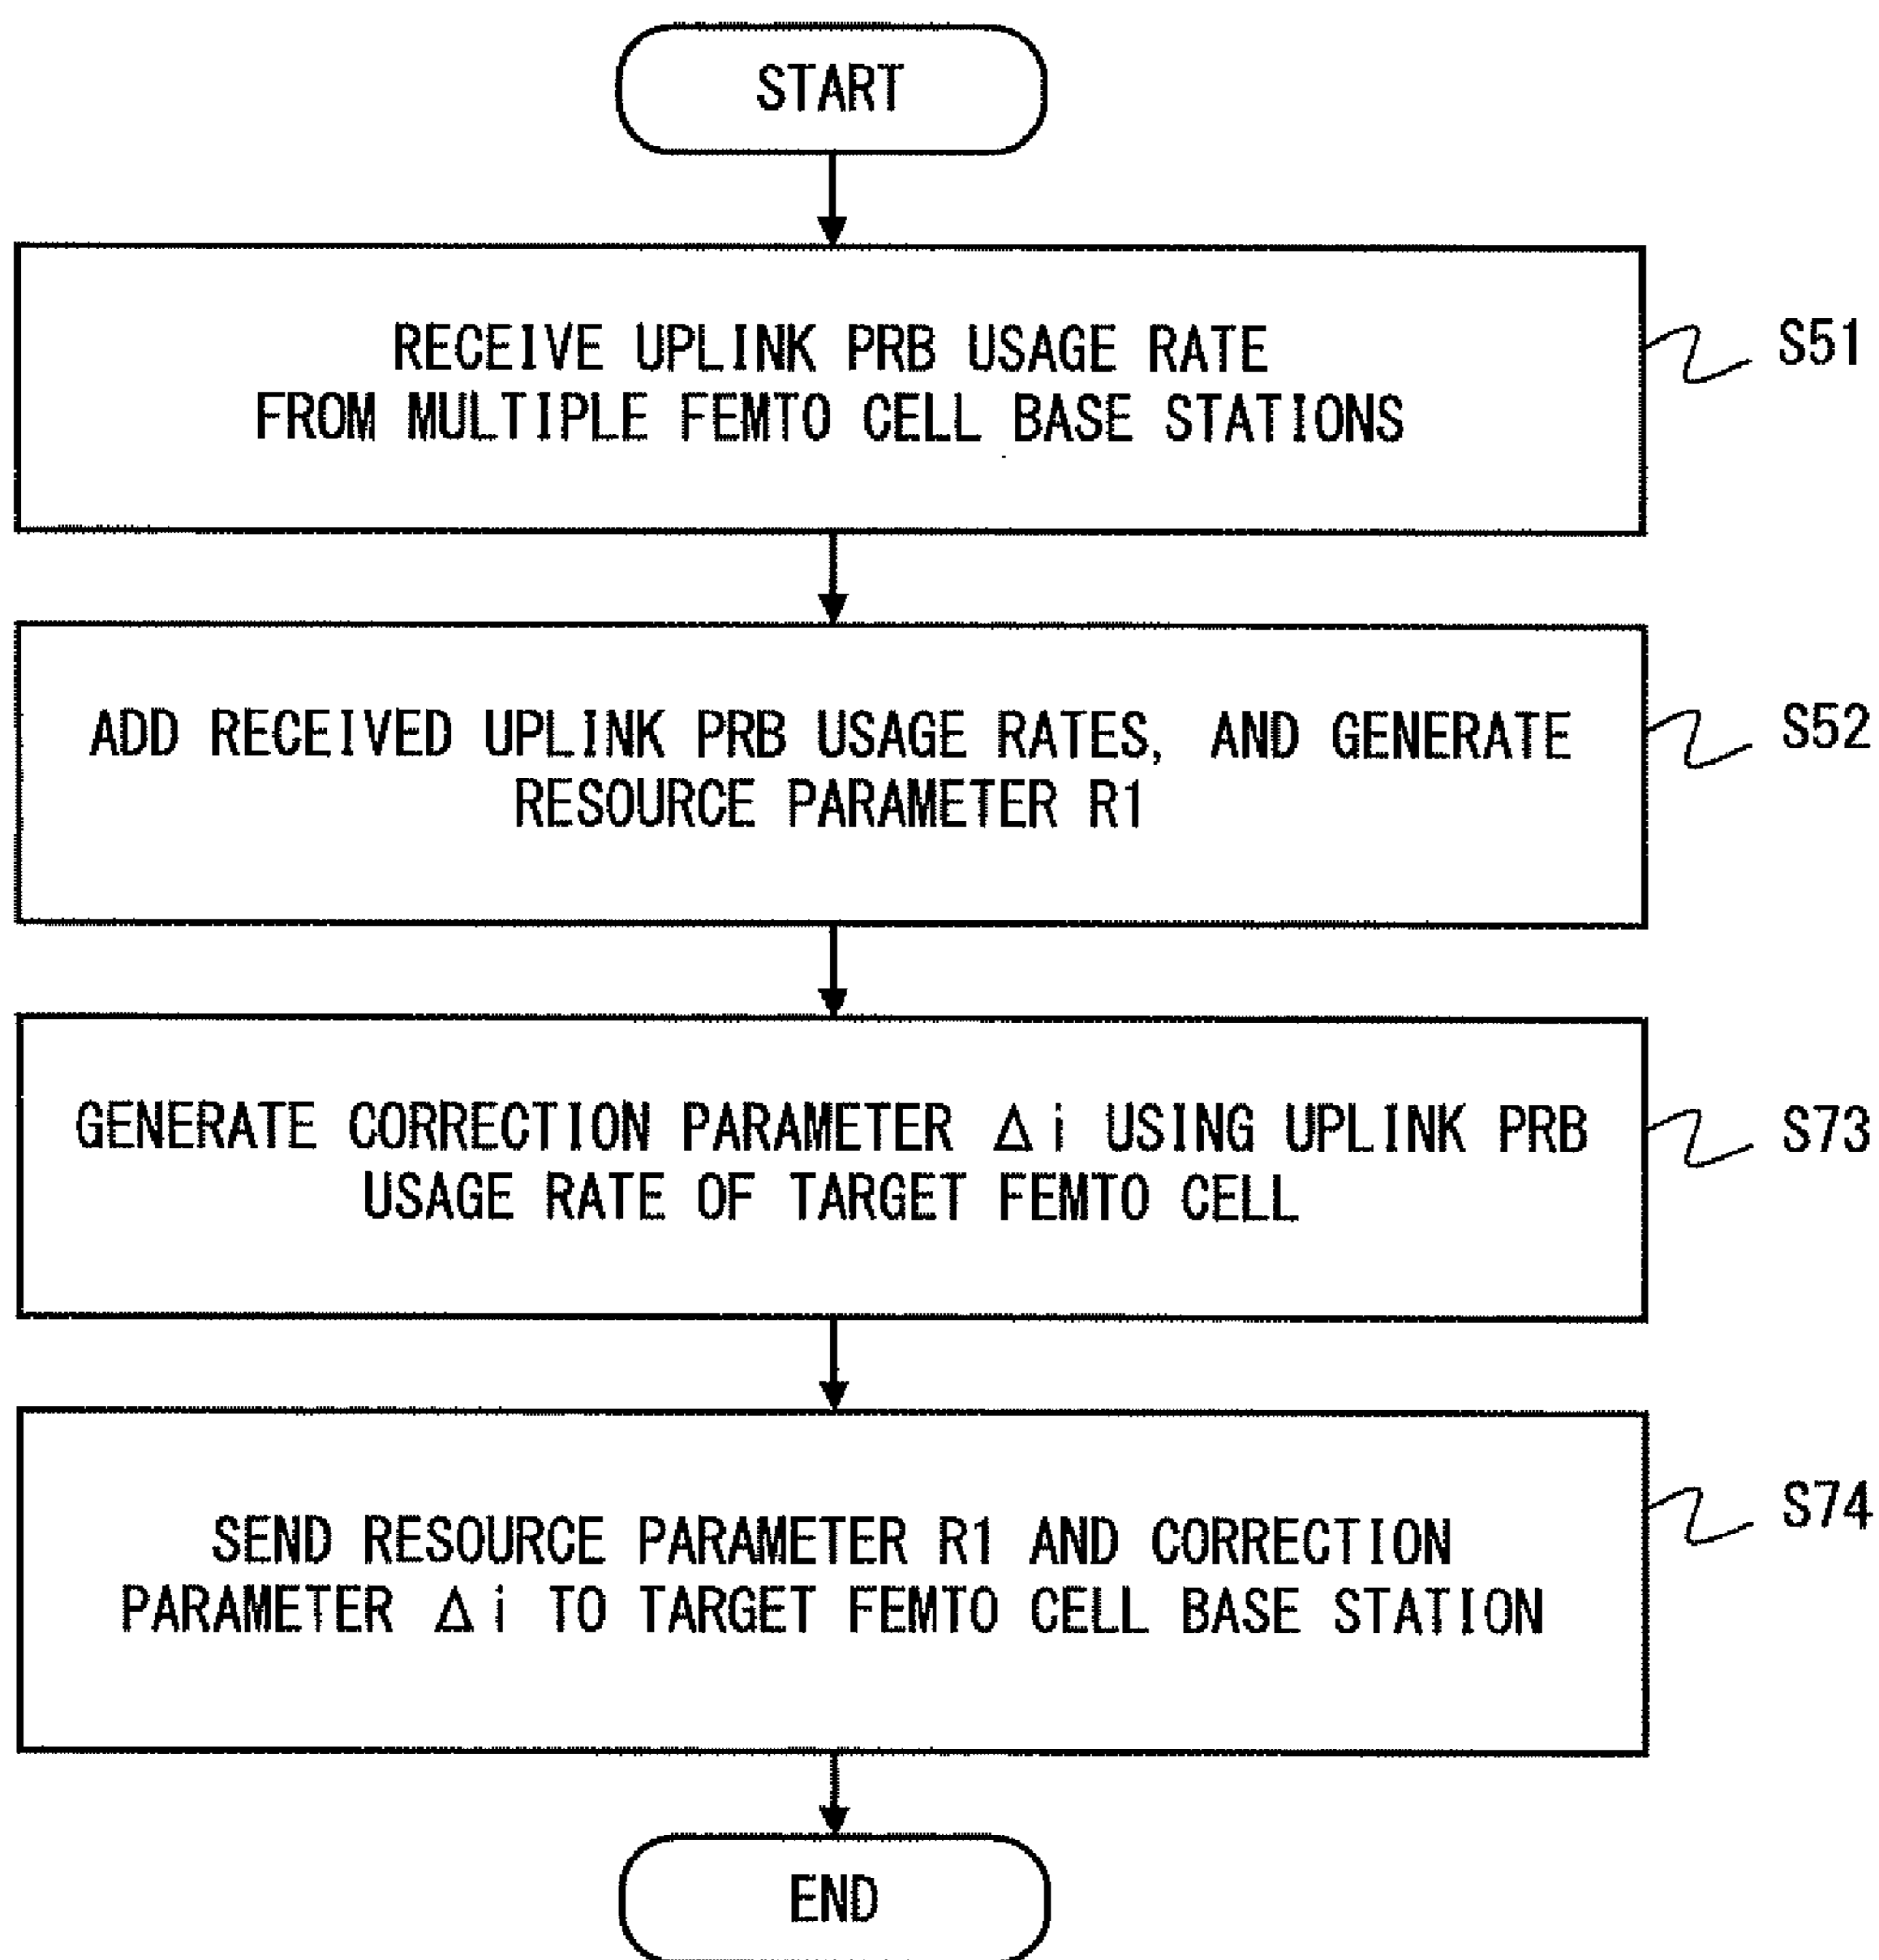 START
RECEIVE UPLINK PRB USAGE RATE
FROM MULTIPLE FEMTO CELL BASE STATIONS
S51
ADD RECEIVED UPLINK PRB USAGE RATES, AND GENERATE
RESOURCE PARAMETER R1
S52
GENERATE CORRECTION PARAMETER Δi USING UPLINK PRB
USAGE RATE OF TARGET FEMTO CELL
S73
SEND RESOURCE PARAMETER R1 AND CORRECTION
PARAMETER Δi TO TARGET FEMTO CELL BASE STATION
S74
END